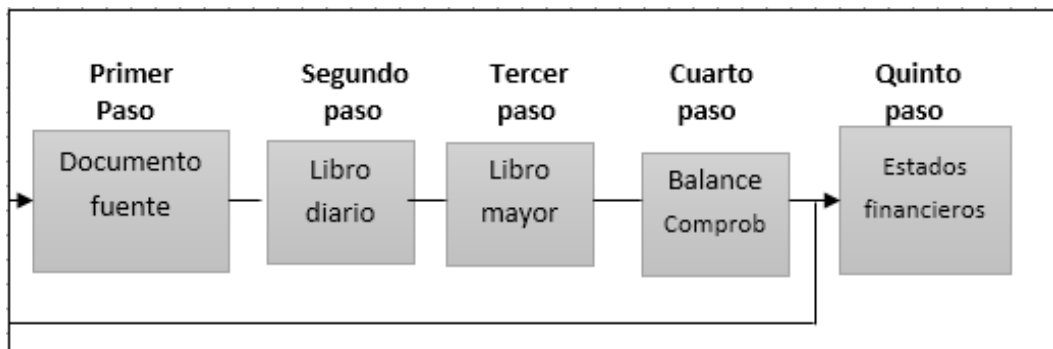 Primer
Paso
Segundo
paso
Tercer
paso
Cuarto
paso
Quinto
paso
Documento
fuente
Libro
diario
Libro
mayor
Balance
Comprob
Estados
financieros